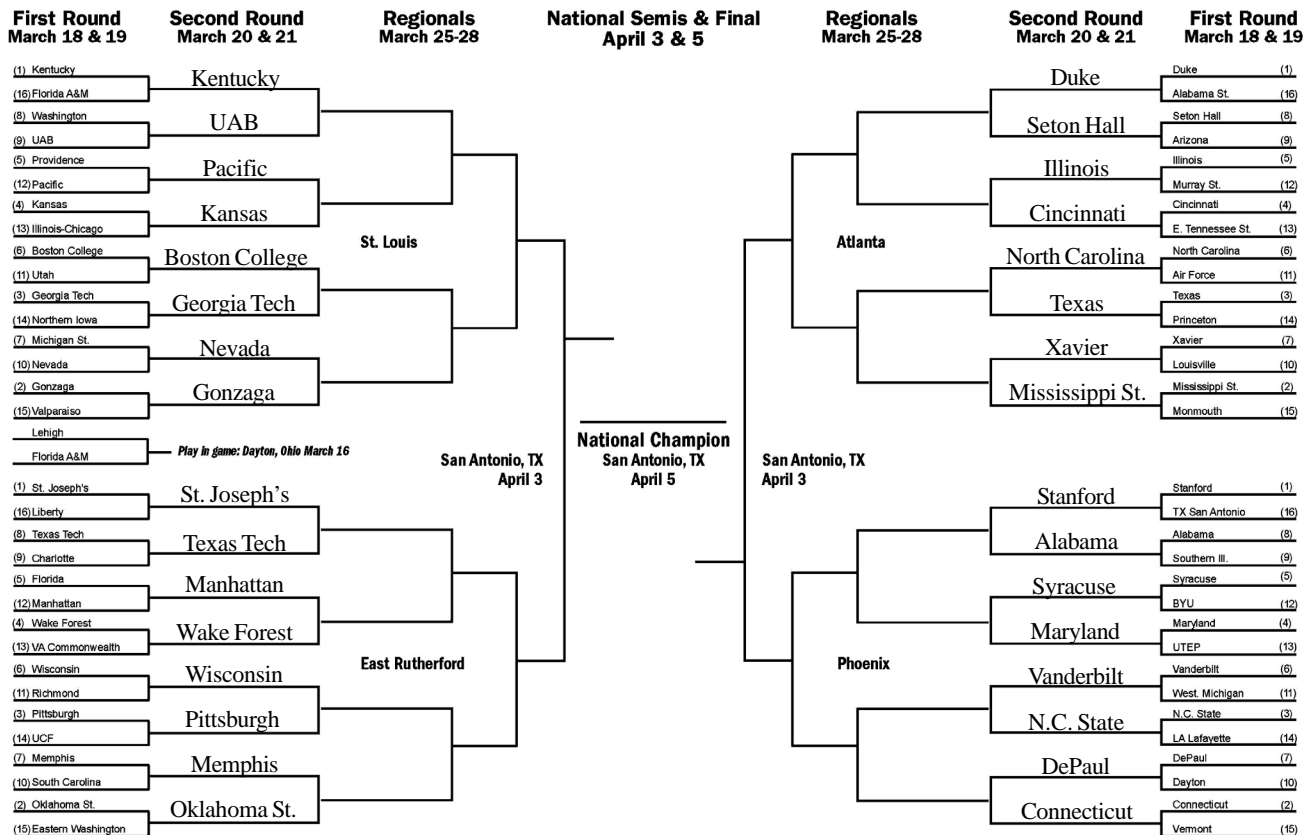 First Round
March 18 & 19
Second Round
March 20 & 21
Regionals
March 25-28
National Semis & Final
April 3 & 5
Regionals
March 25-28
Second Round
March 20 & 21
First Round
March 18 & 19
(1) Kentucky
(16) Florida A&M
(8) Washington
(9) UAB
(5) Providence
(12) Pacific
(4) Kansas
(13) Illinois-Chicago
(6) Boston College
(11) Utah
(3) Georgia Tech
(14) Northern Iowa
(7) Michigan St.
(10) Nevada
(2) Gonzaga
(15) Valparaiso
Lehigh
Florida A&M
Play in game: Dayton, Ohio March 16
(1) St. Joseph's
(16) Liberty
(8) Texas Tech
(9) Charlotte
(5) Florida
(12) Manhattan
(4) Wake Forest
(13) VA Commonwealth
(6) Wisconsin
(11) Richmond
(3) Pittsburgh
(14) UCF
(7) Memphis
(10) South Carolina
(2) Oklahoma St.
(15) Eastern Washington
Kentucky
UAB
Pacific
Kansas
Boston College
Georgia Tech
Nevada
Gonzaga
St. Joseph’s
Texas Tech
Manhattan
Wake Forest
Wisconsin
Pittsburgh
Memphis
Oklahoma St.
St. Louis
East Rutherford
San Antonio, TX
April 3
National Champion
San Antonio, TX
April 5
San Antonio, TX
April 3
Atlanta
Phoenix
Duke
Seton Hall
Illinois
Cincinnati
North Carolina
Texas
Xavier
Mississippi St.
Stanford
Alabama
Syracuse
Maryland
Vanderbilt
N.C. State
DePaul
Connecticut
Duke (1)
Alabama St. (16)
Seton Hall (8)
Arizona (9)
Illinois (5)
Murray St. (12)
Cincinnati (4)
E. Tennessee St. (13)
North Carolina (6)
Air Force (11)
Texas (3)
Princeton (14)
Xavier (7)
Louisville (10)
Mississippi St. (2)
Monmouth (15)
Stanford (1)
TX San Antonio (16)
Alabama (8)
Southern Ill. (9)
Syracuse (5)
BYU (12)
Maryland (4)
UTEP (13)
Vanderbilt (6)
West. Michigan (11)
N.C. State (3)
LA Lafayette (14)
DePaul (7)
Dayton (10)
Connecticut (2)
Vermont (15)